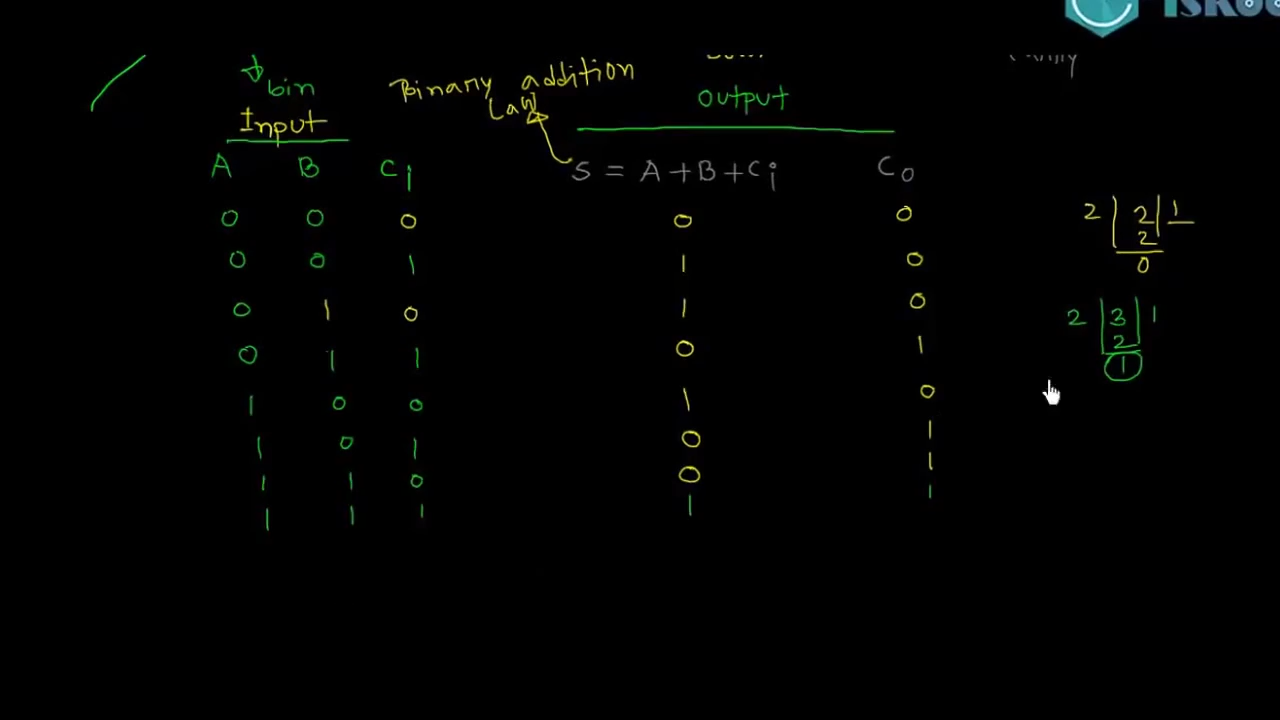 bin
Binary addition
Law
Input
output
A B Ci
S = A + B + Ci
C0
0 0 0 0 0
0 0 1 1 0
0 1 0 1 0
0 1 1 0 1
1 0 0 1 0
1 0 1 0 1
1 1 0 0 1
1 1 1 1 1
2 2 1
2
0
2 3 1
2
1